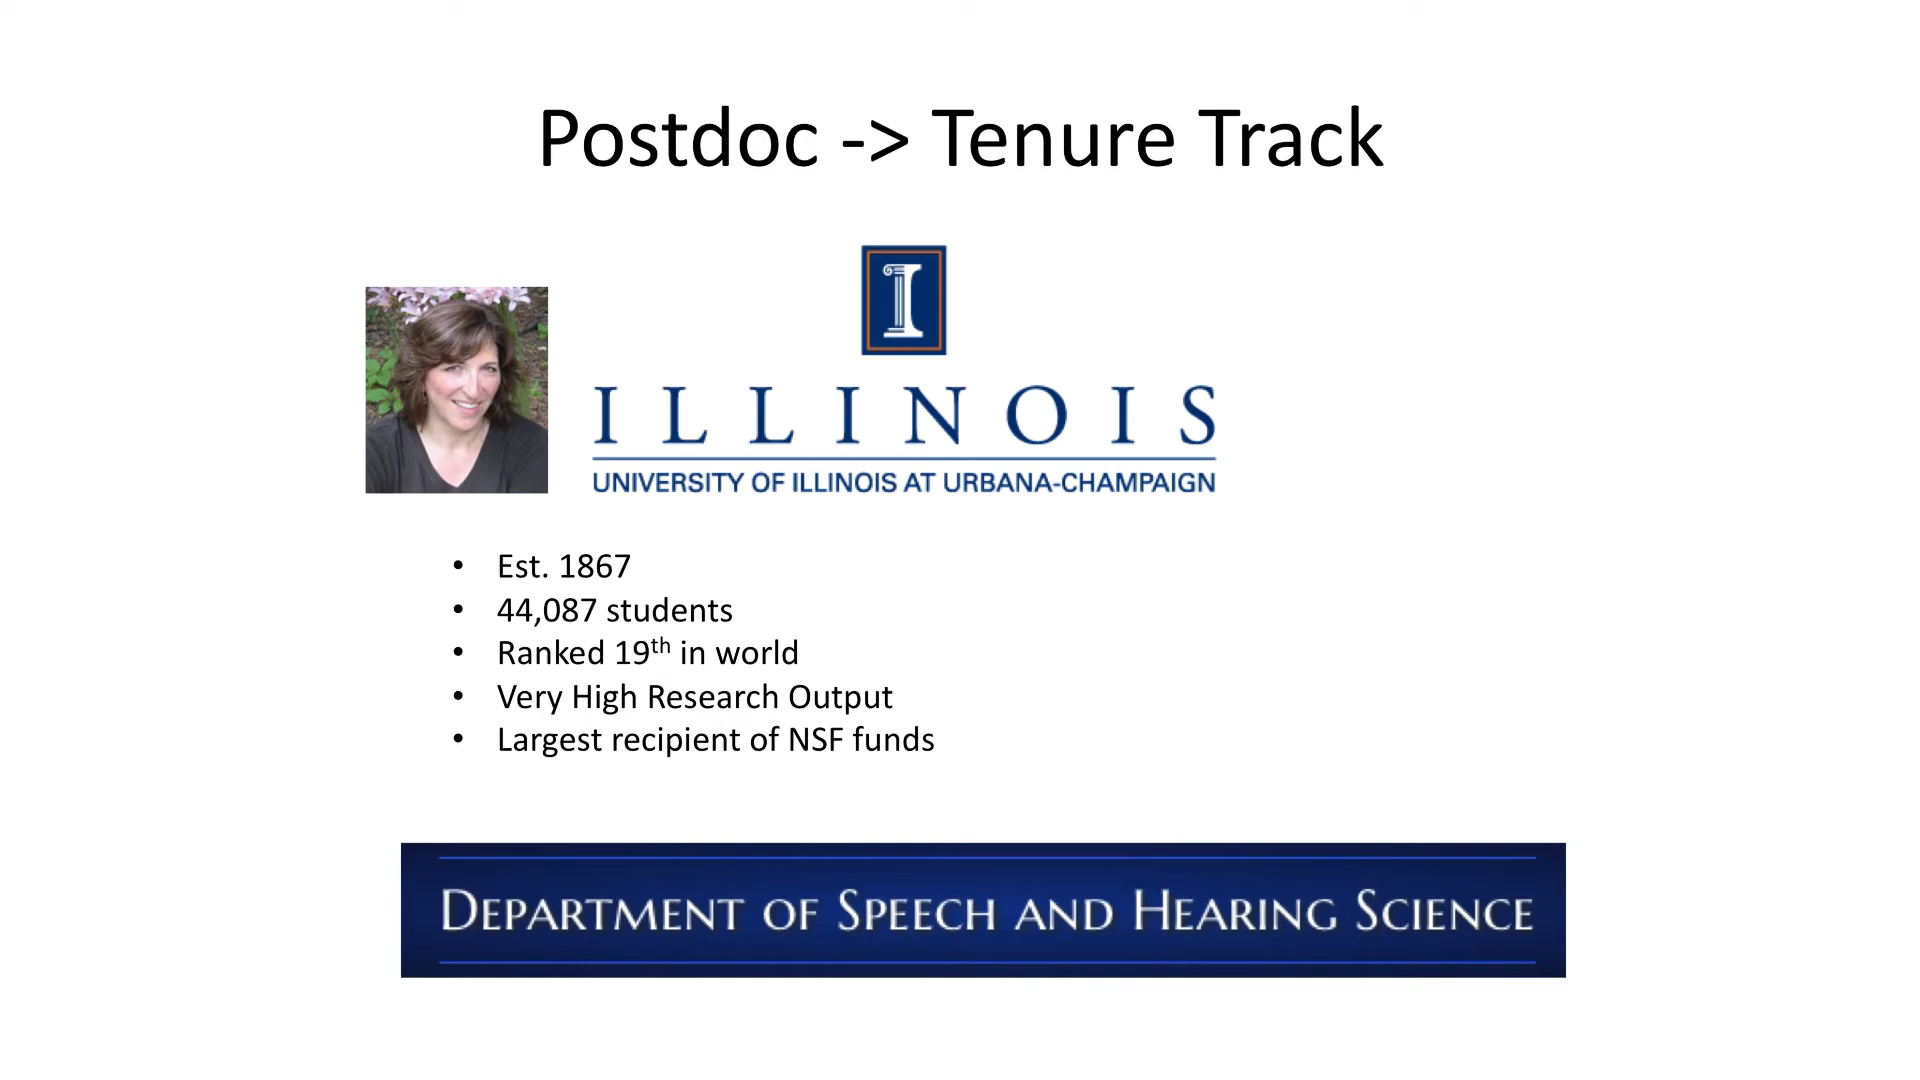 Postdoc -> Tenure Track
I
ILLINOIS
UNIVERSITY OF ILLINOIS AT URBANA-CHAMPAIGN
• Est. 1867
• 44,087 students
• Ranked 19th in world
• Very High Research Output
• Largest recipient of NSF funds
DEPARTMENT OF SPEECH AND HEARING SCIENCE